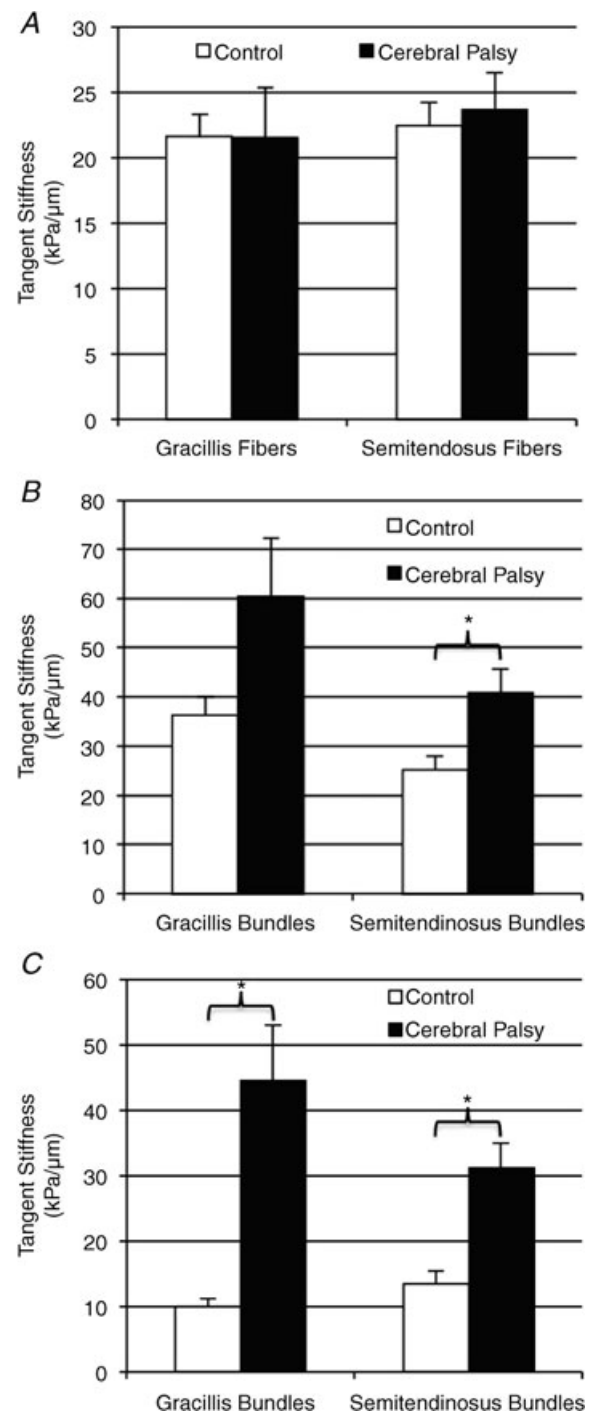 A
30
Control Cerebral Palsy
25
20
15
10
5
0
Tangent Stiffness
(kPa/µm)
Gracillis Fibers Semitendosus Fibers
B
80
Control
70
Cerebral Palsy
60
*
50
40
30
20
10
0
Tangent Stiffness
(kPa/µm)
Gracillis Bundles Semitendinosus Bundles
C
60
*
Control
50
Cerebral Palsy
40
*
30
20
10
0
Tangent Stiffness
(kPa/µm)
Gracillis Bundles Semitendinosus Bundles